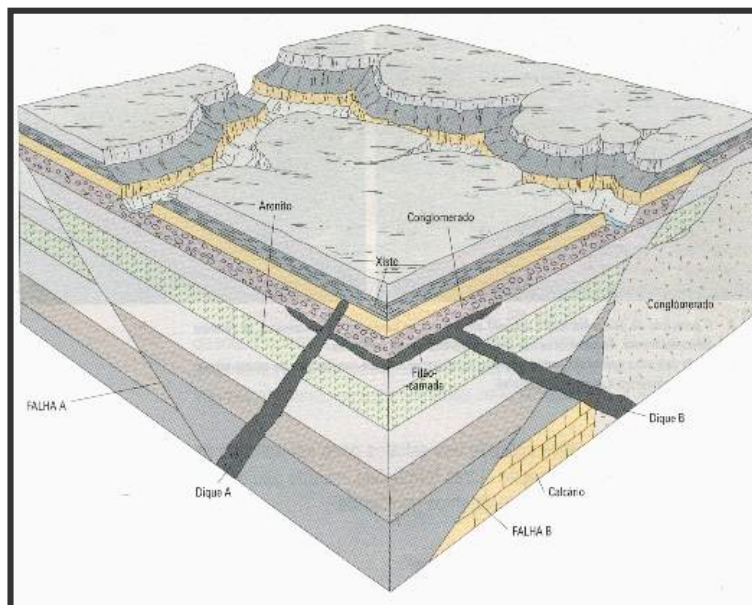 Arenito
Conglomerado
Xisto
Conglomerado
Filão-
-camada
FALHA A
Dique B
Dique A
Calcário
FALHA B